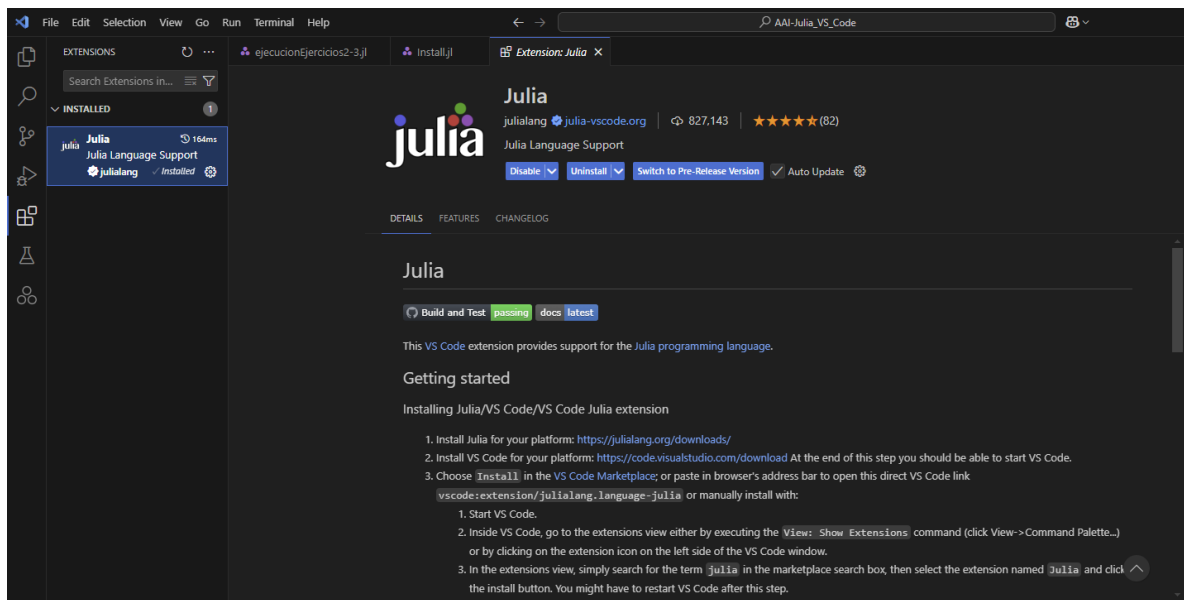 File Edit Selection View Go Run Terminal Help
AAI-Julia_VS_Code
EXTENSIONS
ejecucionEjercicios2-3.jl
Install.jl
Extension: Julia
Search Extensions in...
INSTALLED
1
julia
Julia
164ms
Julia Language Support
julialang
Installed
julia
Julia
julialang julia-vscode.org 827,143 (82)
Julia Language Support
Disable Uninstall Switch to Pre-Release Version Auto Update
DETAILS FEATURES CHANGELOG
Julia
Build and Test passing docs latest
This VS Code extension provides support for the Julia programming language.
Getting started
Installing Julia/VS Code/VS Code Julia extension
1. Install Julia for your platform: https://julialang.org/downloads/
2. Install VS Code for your platform: https://code.visualstudio.com/download At the end of this step you should be able to start VS Code.
3. Choose Install in the VS Code Marketplace; or paste in browser's address bar to open this direct VS Code link
vscode:extension/julialang.language-julia or manually install with:
1. Start VS Code.
2. Inside VS Code, go to the extensions view either by executing the View: Show Extensions command (click View->Command Palette...)
or by clicking on the extension icon on the left side of the VS Code window.
3. In the extensions view, simply search for the term julia in the marketplace search box, then select the extension named Julia and click
the install button. You might have to restart VS Code after this step.